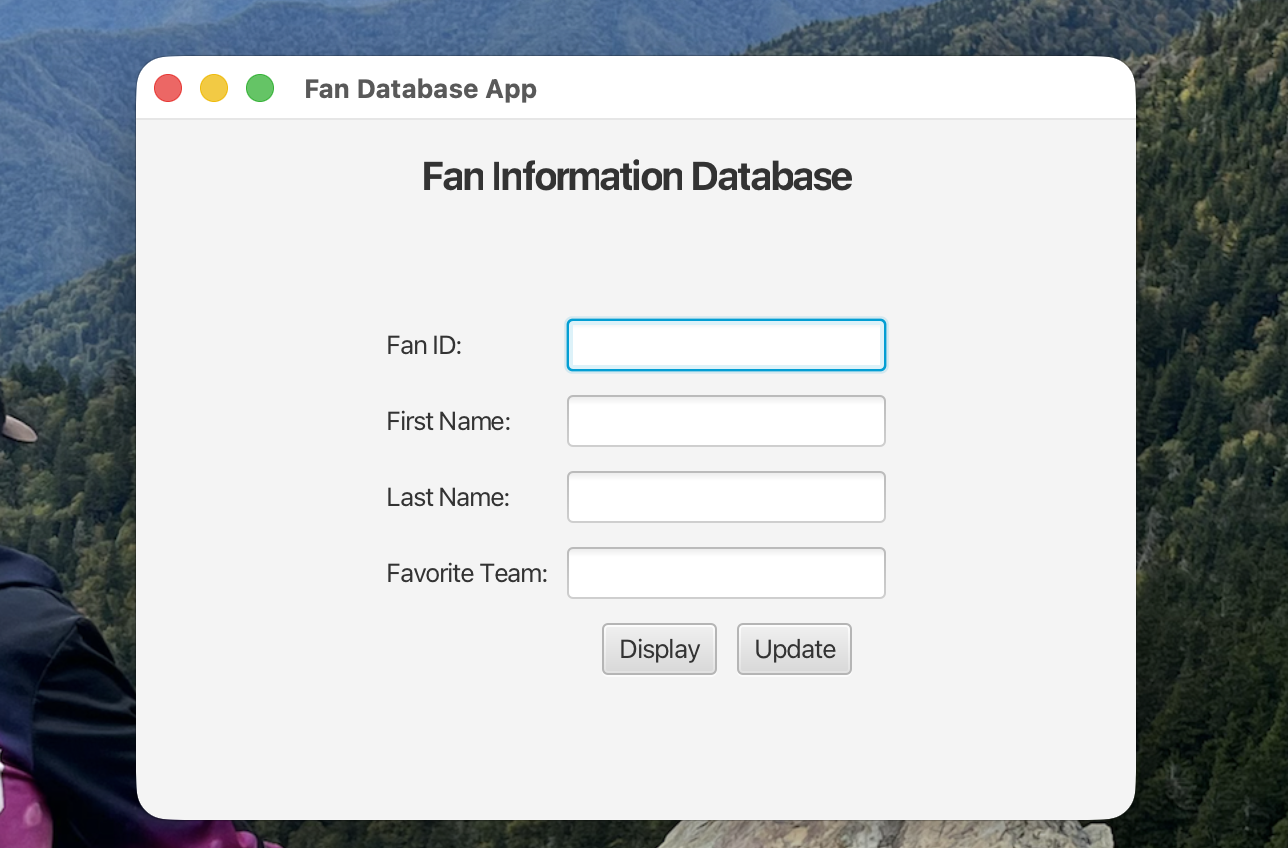 Fan Database App
Fan Information Database
Fan ID:
First Name:
Last Name:
Favorite Team:
Display Update